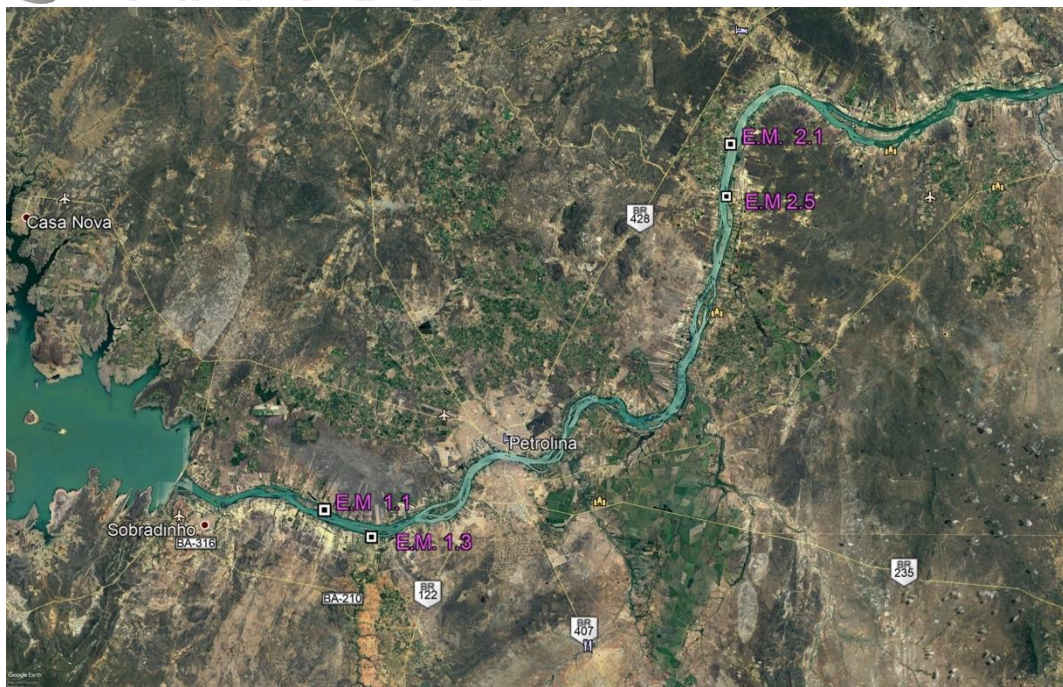 E.M. 2.1
Casa Nova
E.M 2.5
BR
428
Petrolina
E.M 1.1
Sobradinho
BA-316
E.M. 1.3
BR
235
BR
122
BA-210
BR
407
Google Earth